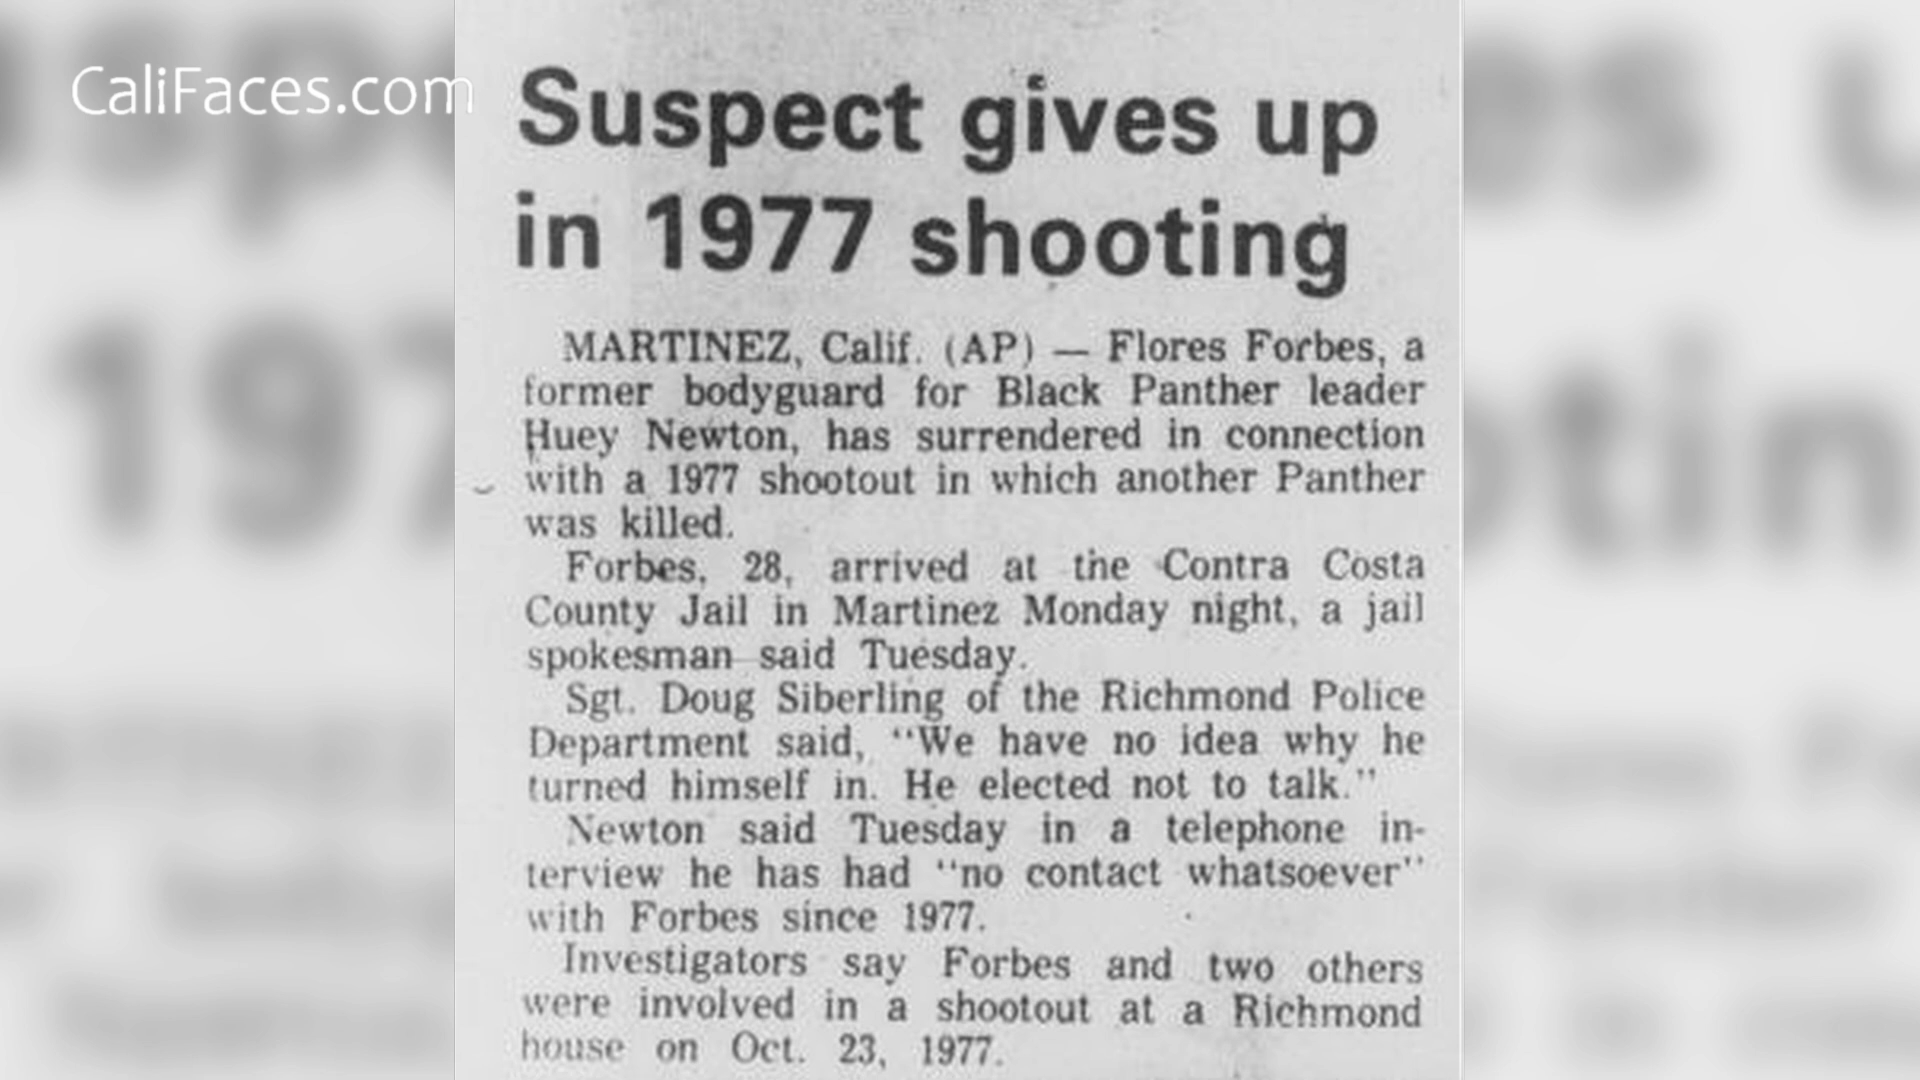 CaliFaces.com
Suspect gives up
in 1977 shooting
MARTINEZ, Calif. (AP) — Flores Forbes, a
former bodyguard for Black Panther leader
Huey Newton, has surrendered in connection
with a 1977 shootout in which another Panther
was killed.
Forbes, 28, arrived at the Contra Costa
County Jail in Martinez Monday night, a jail
spokesman said Tuesday.
Sgt. Doug Siberling of the Richmond Police
Department said, "We have no idea why he
turned himself in. He elected not to talk."
Newton said Tuesday in a telephone in-
terview he has had "no contact whatsoever"
with Forbes since 1977.
Investigators say Forbes and two others
were involved in a shootout at a Richmond
house on Oct. 23, 1977.